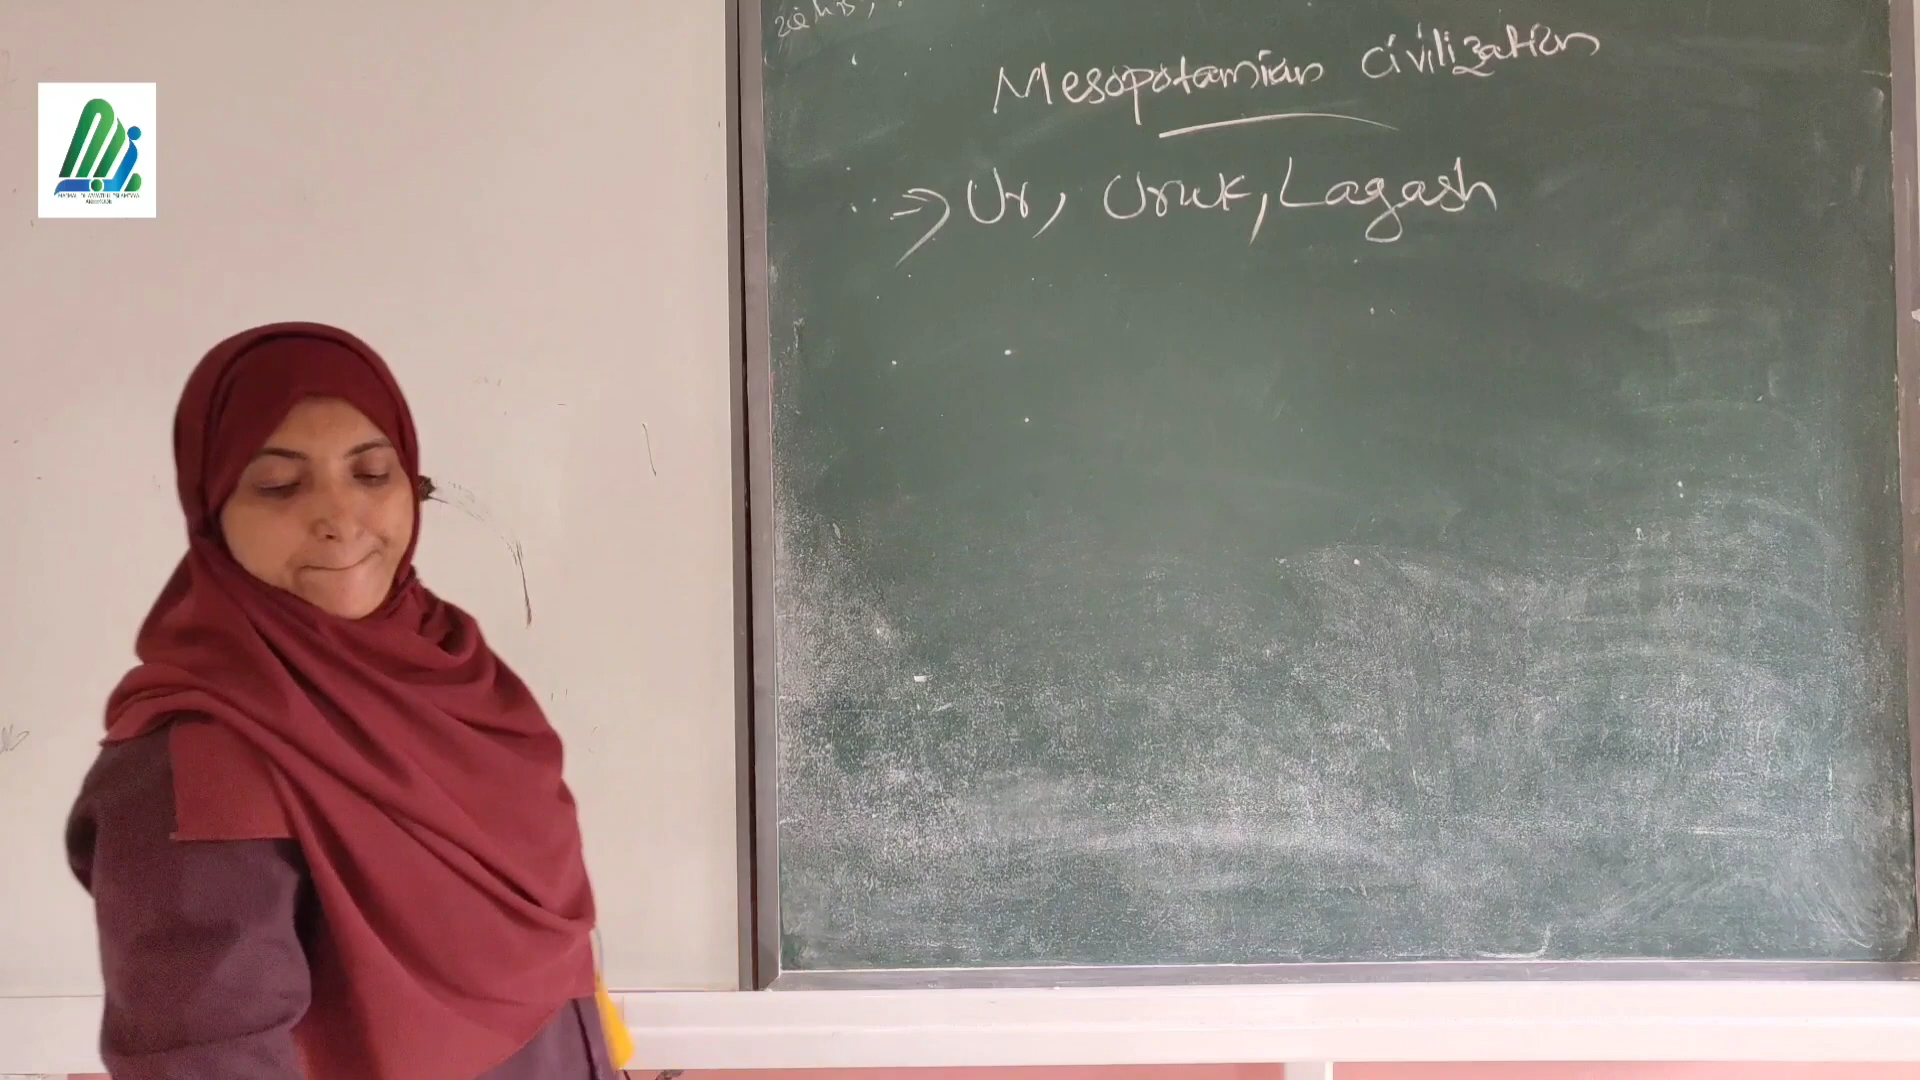 Mesopotamian civilization
→ Ur, Uruk, Lagash